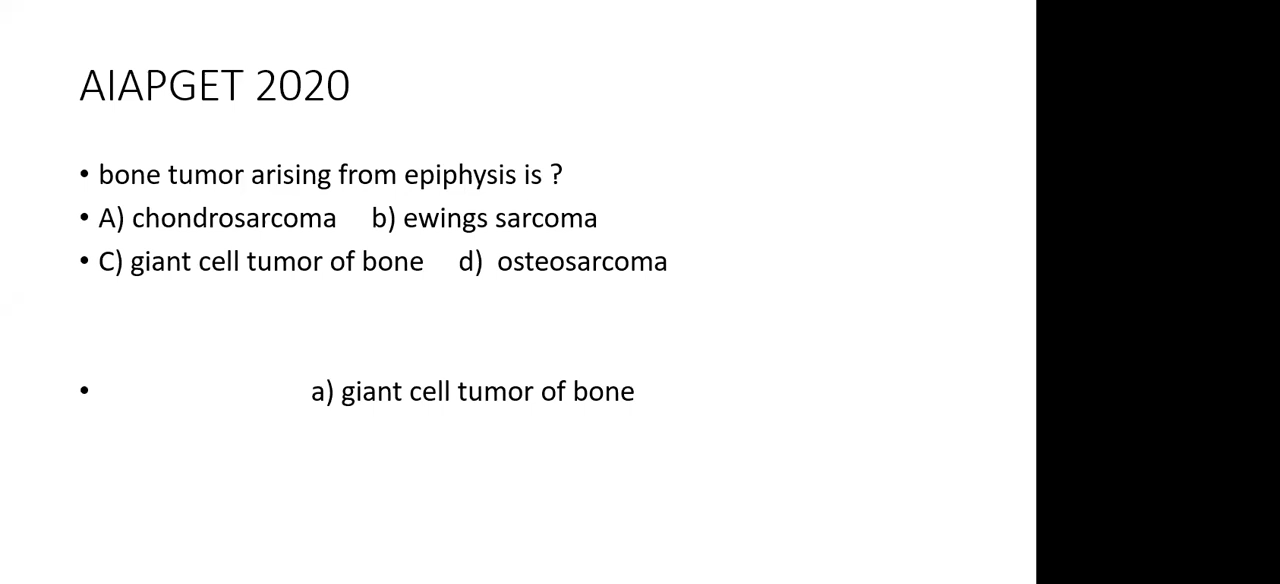 AIAPGET 2020
• bone tumor arising from epiphysis is ?
• A) chondrosarcoma b) ewings sarcoma
• C) giant cell tumor of bone d) osteosarcoma
• a) giant cell tumor of bone